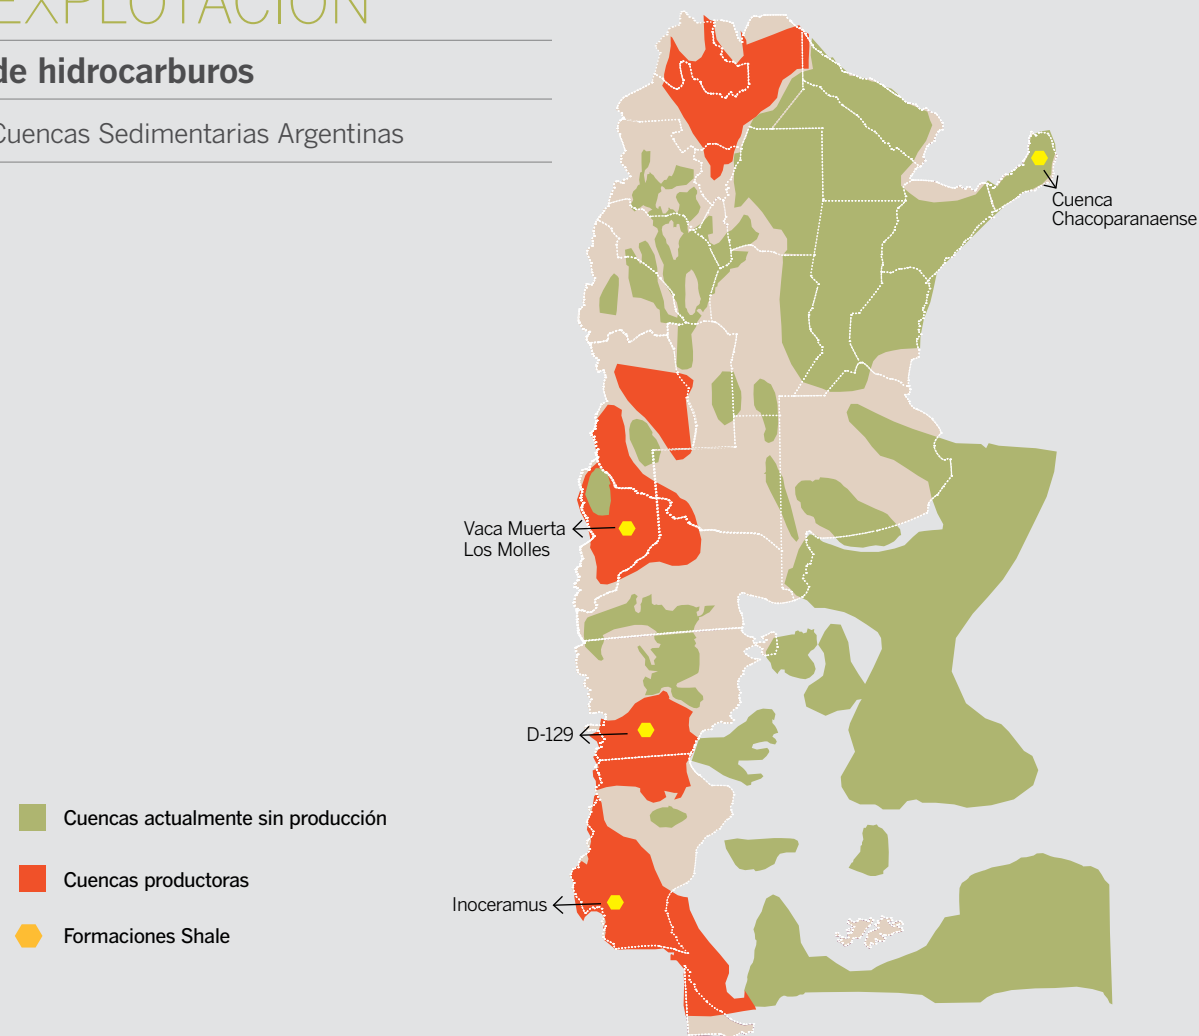 EXPLOTACIÓN
de hidrocarburos
Cuencas Sedimentarias Argentinas
Cuenca
Chacoparanaense
Vaca Muerta
Los Molles
D-129
Inoceramus
Cuencas actualmente sin producción
Cuencas productoras
Formaciones Shale